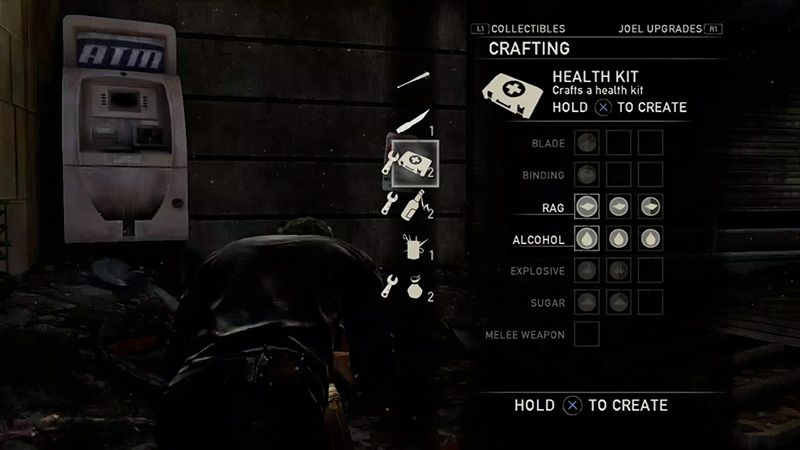 ATM
L1 COLLECTIBLES
JOEL UPGRADES R1
CRAFTING
HEALTH KIT
Crafts a health kit
HOLD X TO CREATE
1
2
2
1
2
BLADE
BINDING
RAG
ALCOHOL
EXPLOSIVE
SUGAR
MELEE WEAPON
HOLD X TO CREATE